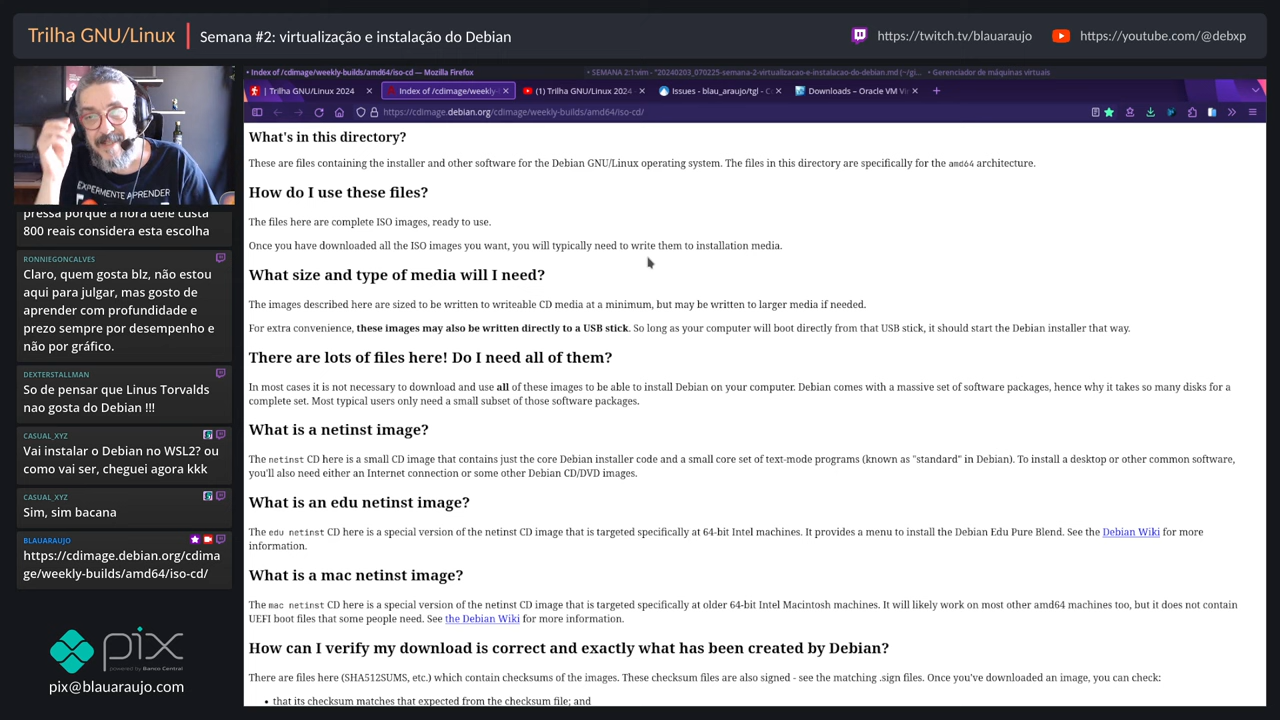 Trilha GNU/Linux
Semana #2: virtualização e instalação do Debian
https://twitch.tv/blauaraujo
https://youtube.com/@debxp
Index of /cdimage/weekly-builds/amd64/iso-cd — Mozilla Firefox
SEMANA 2:1:vim - "20240203_070225-semana-2-virtualizacao-e-instalacao-do-debian.md (~/gi…
Gerenciador de máquinas virtuais
| Trilha GNU/Linux 2024
Index of /cdimage/weekly-
(1) Trilha GNU/Linux 2024
Issues - blau_araujo/tgl - C
Downloads – Oracle VM Vi
https://cdimage.debian.org/cdimage/weekly-builds/amd64/iso-cd/
EXPERIMENTE APRENDER
pressa porque a hora dele custa
800 reais considera esta escolha
RONNIEGONCALVES
Claro, quem gosta blz, não estou
aqui para julgar, mas gosto de
aprender com profundidade e
prezo sempre por desempenho e
não por gráfico.
DEXTERSTALLMAN
So de pensar que Linus Torvalds
nao gosta do Debian !!!
CASUAL_XYZ
Vai instalar o Debian no WSL2? ou
como vai ser, cheguei agora kkk
CASUAL_XYZ
Sim, sim bacana
BLAUARAUJO
https://cdimage.debian.org/cdima
ge/weekly-builds/amd64/iso-cd/
pix
powered by Banco Central
pix@blauaraujo.com
What's in this directory?
These are files containing the installer and other software for the Debian GNU/Linux operating system. The files in this directory are specifically for the amd64 architecture.
How do I use these files?
The files here are complete ISO images, ready to use.
Once you have downloaded all the ISO images you want, you will typically need to write them to installation media.
What size and type of media will I need?
The images described here are sized to be written to writeable CD media at a minimum, but may be written to larger media if needed.
For extra convenience, these images may also be written directly to a USB stick. So long as your computer will boot directly from that USB stick, it should start the Debian installer that way.
There are lots of files here! Do I need all of them?
In most cases it is not necessary to download and use all of these images to be able to install Debian on your computer. Debian comes with a massive set of software packages, hence why it takes so many disks for a
complete set. Most typical users only need a small subset of those software packages.
What is a netinst image?
The netinst CD here is a small CD image that contains just the core Debian installer code and a small core set of text-mode programs (known as "standard" in Debian). To install a desktop or other common software,
you'll also need either an Internet connection or some other Debian CD/DVD images.
What is an edu netinst image?
The edu netinst CD here is a special version of the netinst CD image that is targeted specifically at 64-bit Intel machines. It provides a menu to install the Debian Edu Pure Blend. See the Debian Wiki for more
information.
What is a mac netinst image?
The mac netinst CD here is a special version of the netinst CD image that is targeted specifically at older 64-bit Intel Macintosh machines. It will likely work on most other amd64 machines too, but it does not contain
UEFI boot files that some people need. See the Debian Wiki for more information.
How can I verify my download is correct and exactly what has been created by Debian?
There are files here (SHA512SUMS, etc.) which contain checksums of the images. These checksum files are also signed - see the matching .sign files. Once you've downloaded an image, you can check:
• that its checksum matches that expected from the checksum file; and